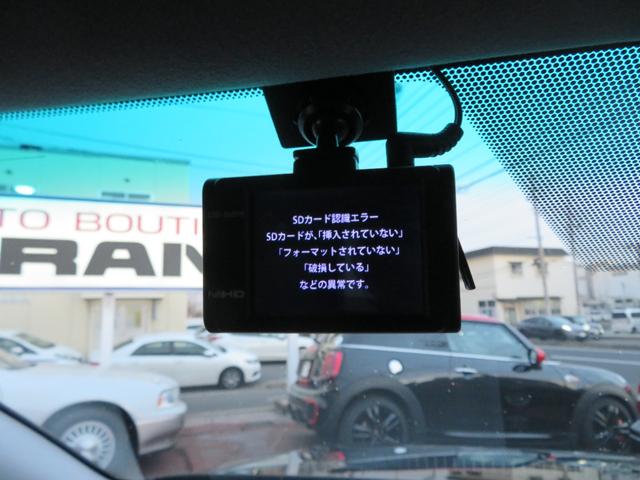 SDカード認識エラー
SDカードが、「挿入されていない」
「フォーマットされていない」
「破損している」
などの異常です。
TO BOUTI
RAN